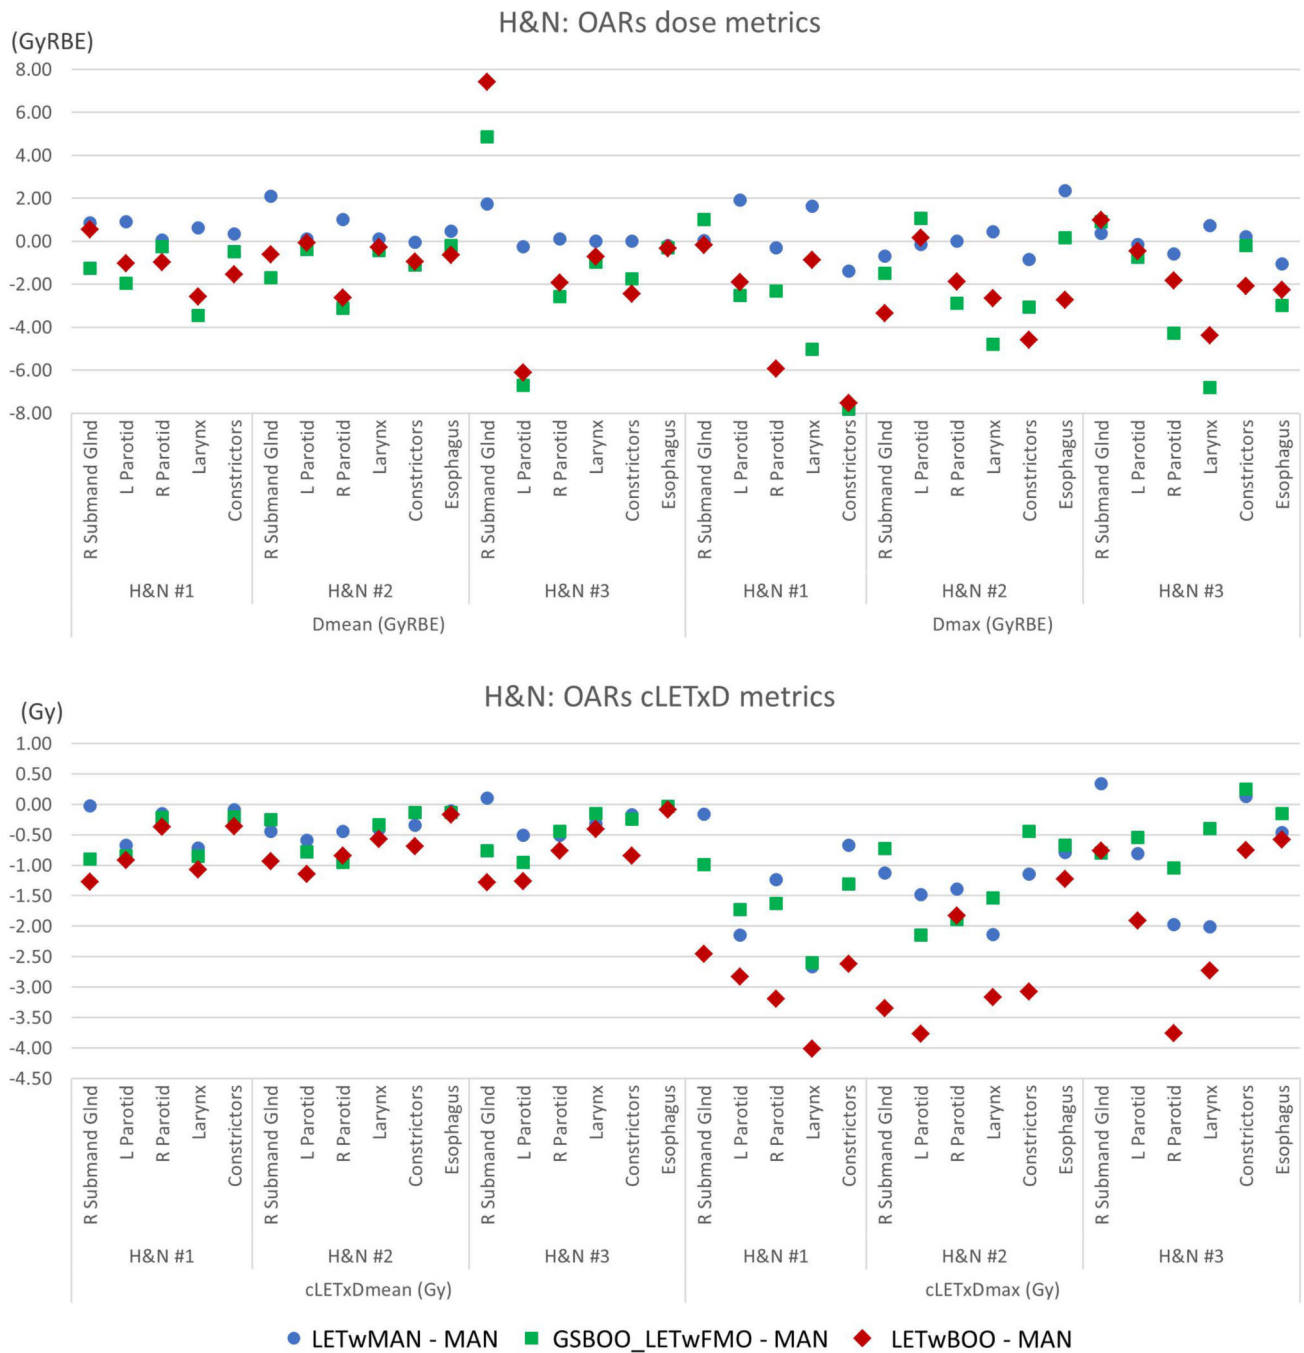 H&N: OARs dose metrics
(GyRBE)
8.00
6.00
4.00
2.00
0.00
-2.00
-4.00
-6.00
-8.00
R Submand Glnd
L Parotid
R Parotid
Larynx
Constrictors
R Submand Glnd
L Parotid
R Parotid
Larynx
Constrictors
Esophagus
R Submand Glnd
L Parotid
R Parotid
Larynx
Constrictors
Esophagus
R Submand Glnd
L Parotid
R Parotid
Larynx
Constrictors
R Submand Glnd
L Parotid
R Parotid
Larynx
Constrictors
Esophagus
R Submand Glnd
L Parotid
R Parotid
Larynx
Constrictors
Esophagus
H&N #1 H&N #2 H&N #3 H&N #1 H&N #2 H&N #3
Dmean (GyRBE) Dmax (GyRBE)
H&N: OARs cLETxD metrics
(Gy)
1.00
0.50
0.00
-0.50
-1.00
-1.50
-2.00
-2.50
-3.00
-3.50
-4.00
-4.50
R Submand Glnd
L Parotid
R Parotid
Larynx
Constrictors
R Submand Glnd
L Parotid
R Parotid
Larynx
Constrictors
Esophagus
R Submand Glnd
L Parotid
R Parotid
Larynx
Constrictors
Esophagus
R Submand Glnd
L Parotid
R Parotid
Larynx
Constrictors
R Submand Glnd
L Parotid
R Parotid
Larynx
Constrictors
Esophagus
R Submand Glnd
L Parotid
R Parotid
Larynx
Constrictors
Esophagus
H&N #1 H&N #2 H&N #3 H&N #1 H&N #2 H&N #3
cLETxDmean (Gy) cLETxDmax (Gy)
LETwMAN - MAN GSBOO_LETwFMO - MAN LETwBOO - MAN